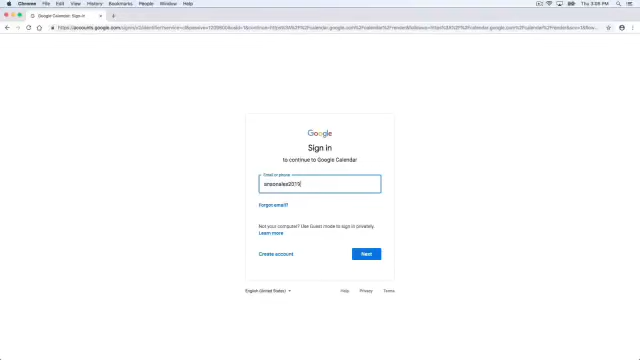 Chrome File Edit View History Bookmarks People Window Help
Thu 3:08 PM
Google Calendar: Sign-in
Google
Sign in
to continue to Google Calendar
Email or phone
Forgot email?
Not your computer? Use Guest mode to sign in privately.
Learn more
Create account Next
English (United States) Help Privacy Terms